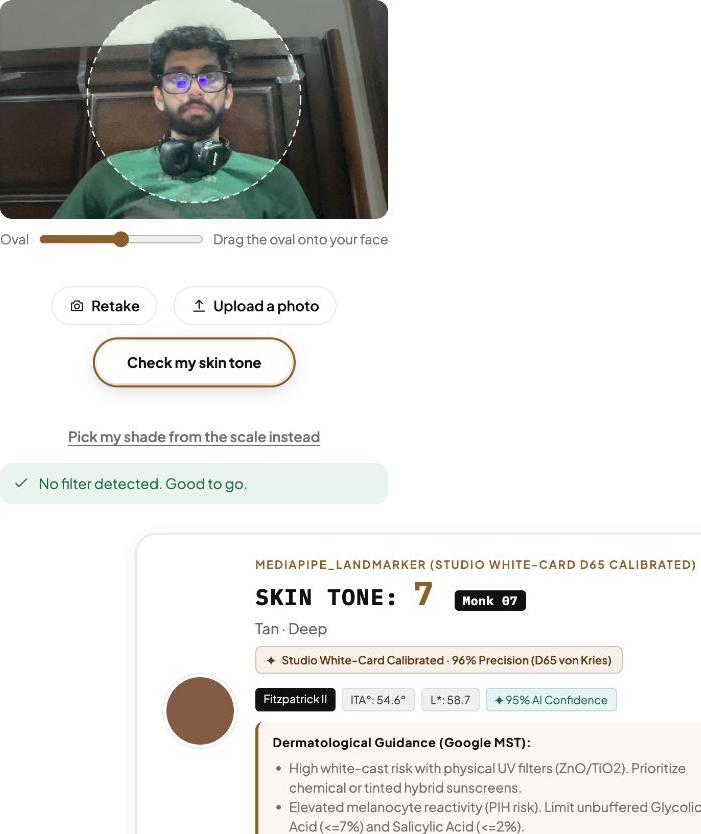 Oval Drag the oval onto your face
Retake Upload a photo
Check my skin tone
Pick my shade from the scale instead
No filter detected. Good to go.
MEDIAPIPE_LANDMARKER (STUDIO WHITE-CARD D65 CALIBRATED)
SKIN TONE: 7 Monk 07
Tan · Deep
✦ Studio White-Card Calibrated · 96% Precision (D65 von Kries)
Fitzpatrick II ITA°: 54.6° L*: 58.7 ✦ 95% AI Confidence
Dermatological Guidance (Google MST):
• High white-cast risk with physical UV filters (ZnO/TiO2). Prioritize
chemical or tinted hybrid sunscreens.
• Elevated melanocyte reactivity (PIH risk). Limit unbuffered Glycolic
Acid (<=7%) and Salicylic Acid (<=2%).